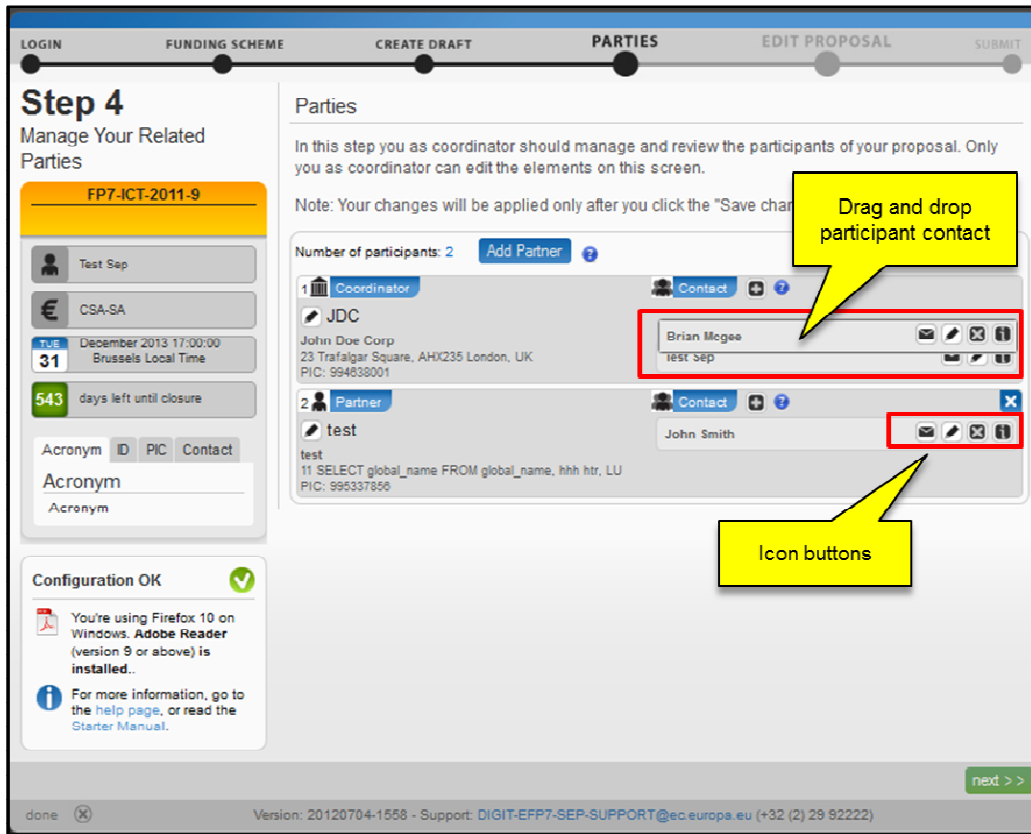 LOGIN FUNDING SCHEME CREATE DRAFT PARTIES EDIT PROPOSAL SUBMIT
Step 4
Manage Your Related
Parties
FP7-ICT-2011-9
Test Sep
€ CSA-SA
TUE 31 December 2013 17:00:00
Brussels Local Time
543 days left until closure
Acronym ID PIC Contact
Acronym
Acronym
Configuration OK
You're using Firefox 10 on
Windows. Adobe Reader
(version 9 or above) is
installed..
For more information, go to
the help page, or read the
Starter Manual.
Parties
In this step you as coordinator should manage and review the participants of your proposal. Only
you as coordinator can edit the elements on this screen.
Note: Your changes will be applied only after you click the "Save
Drag and drop
participant contact
Number of participants: 2 Add Partner ?
1 Coordinator
JDC
John Doe Corp
23 Trafalgar Square, AHX235 London, UK
PIC: 994638001
Contact ?
Brian Mcgee
Test Sep
2 Partner
test
test
11 SELECT global_name FROM global_name, hhh htr, LU
PIC: 995337856
Contact ?
John Smith
Icon buttons
next > >
done Version: 20120704-1558 - Support: DIGIT-EFP7-SEP-SUPPORT@ec.europa.eu (+32 (2) 29 92222)